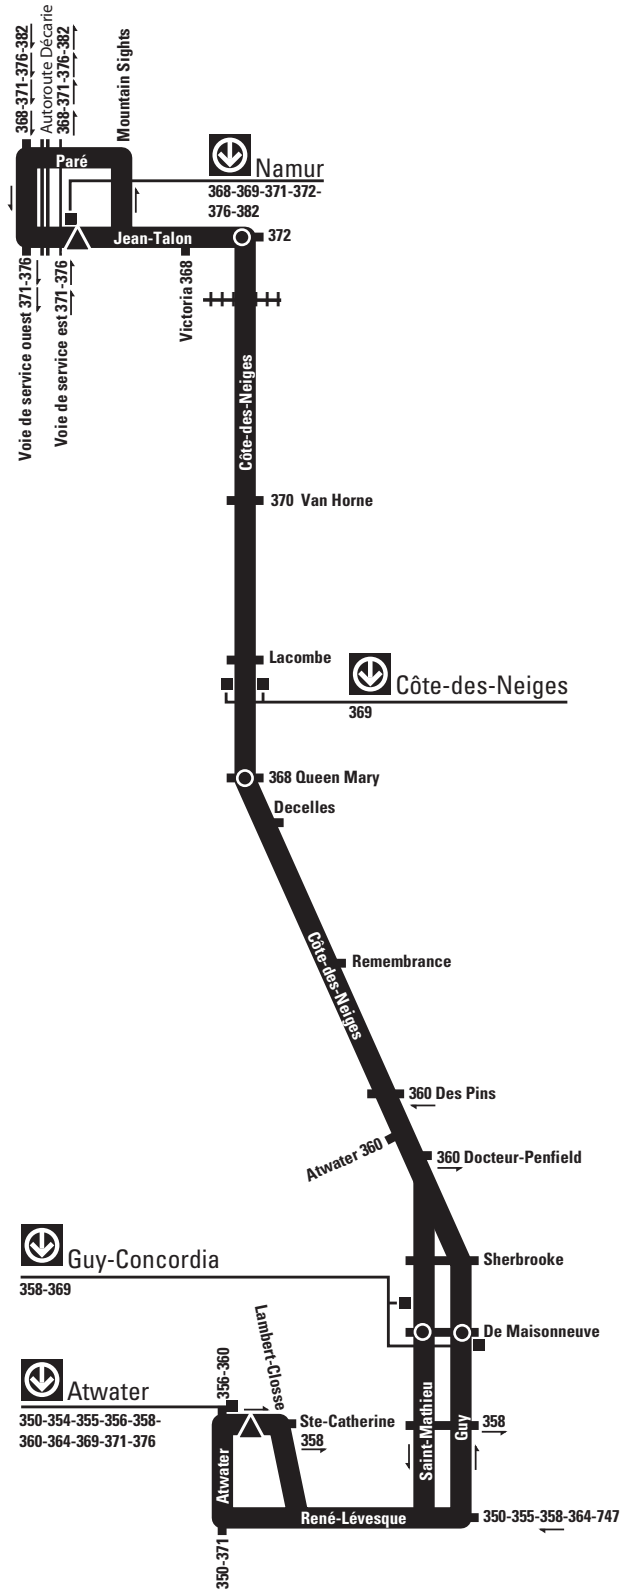 368-371-376-382
Autoroute Décarie
368-371-376-382
Mountain Sights
Paré
Namur
368-369-371-372-
376-382
Jean-Talon
372
Voie de service ouest 371-376
Voie de service est 371-376
Victoria 368
Côte-des-Neiges
370 Van Horne
Lacombe
Côte-des-Neiges
369
368 Queen Mary
Decelles
Côte-des-Neiges
Remembrance
360 Des Pins
Atwater 360
360 Docteur-Penfield
Guy-Concordia
358-369
Sherbrooke
De Maisonneuve
Atwater
350-354-355-356-358-
360-364-369-371-376
356-360
Lambert-Closse
Ste-Catherine
358
Saint-Mathieu
Guy
358
Atwater
René-Lévesque
350-355-358-364-747
350-371